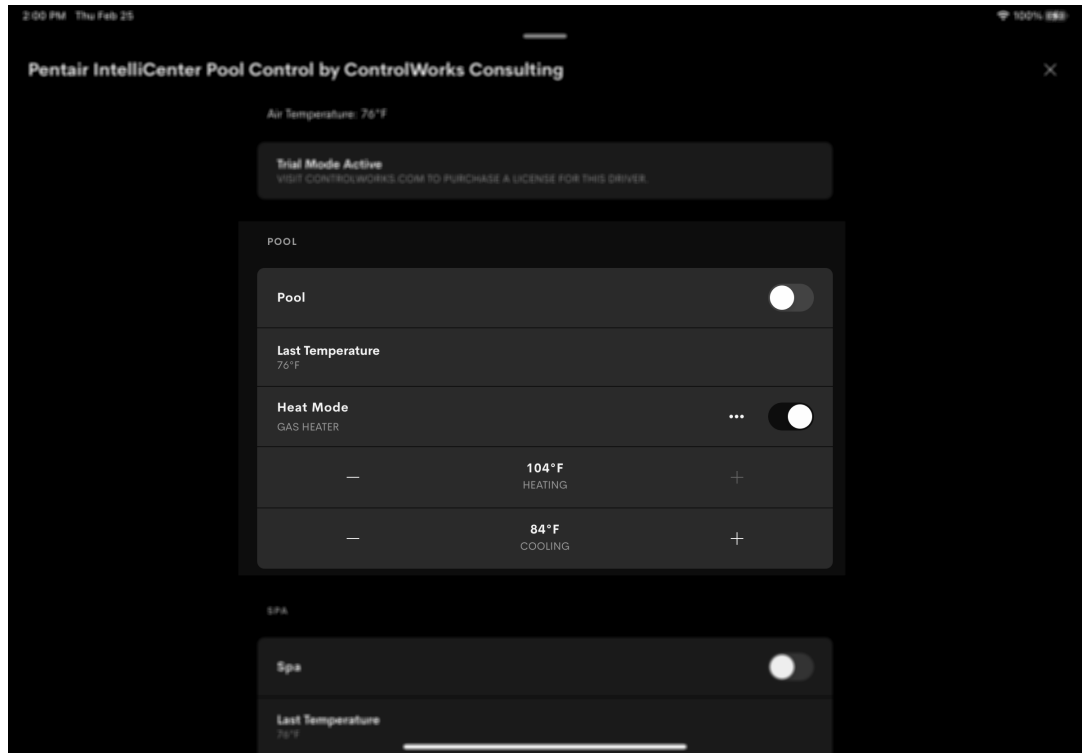 2:00 PM Thu Feb 25
100%
Pentair IntelliCenter Pool Control by ControlWorks Consulting
Air Temperature: 76°F
Trial Mode Active
VISIT CONTROLWORKS.COM TO PURCHASE A LICENSE FOR THIS DRIVER.
POOL
Pool
Last Temperature
76°F
Heat Mode
GAS HEATER
104°F
HEATING
84°F
COOLING
SPA
Spa
Last Temperature
76°F